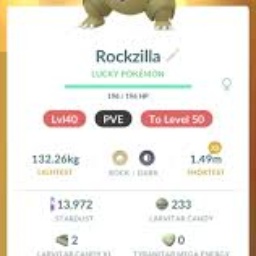 Rockzilla
LUCKY POKÉMON
196 / 196 HP
Lvl40 PVE To Level 50
132.26kg 1.49m
LIGHTEST ROCK / DARK SHORTEST
13,972 233
STARDUST LARVITAR CANDY
2 0
LARVITAR CANDY XL TYRANITAR MEGA ENERGY